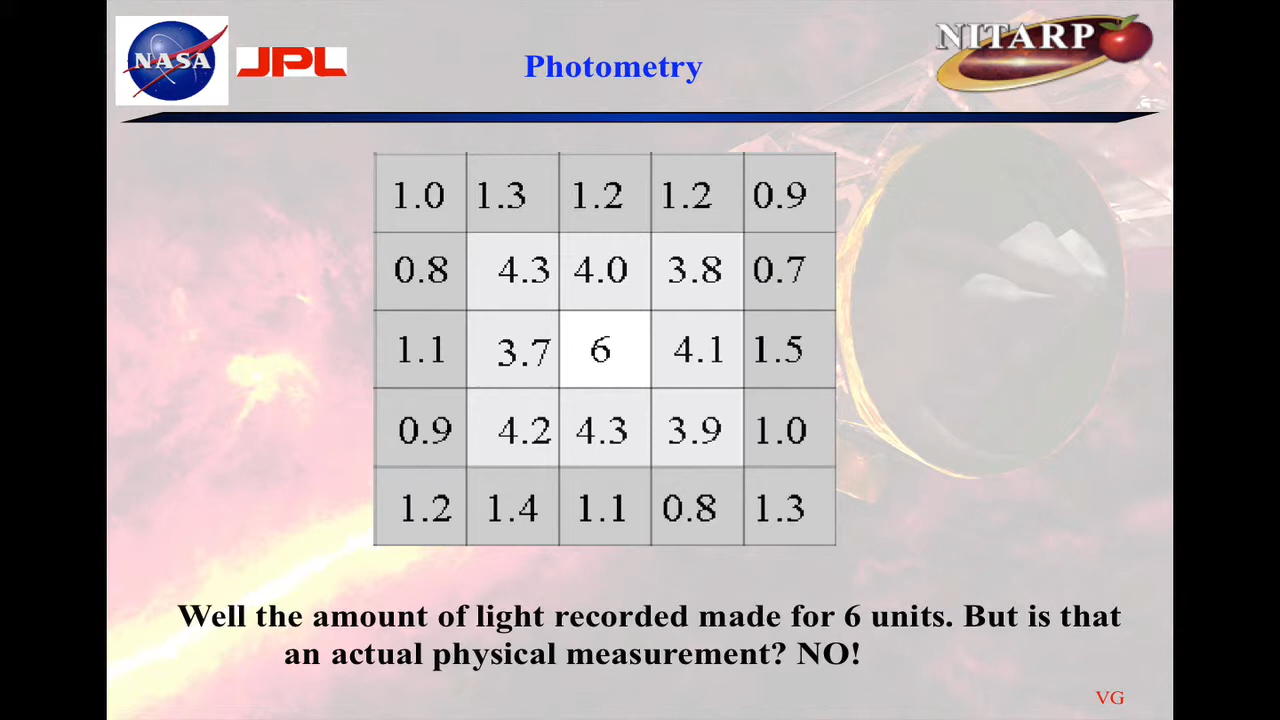 NASA JPL Photometry NITARP
1.0 1.3 1.2 1.2 0.9
0.8 4.3 4.0 3.8 0.7
1.1 3.7 6 4.1 1.5
0.9 4.2 4.3 3.9 1.0
1.2 1.4 1.1 0.8 1.3
Well the amount of light recorded made for 6 units. But is that
an actual physical measurement? NO!
VG